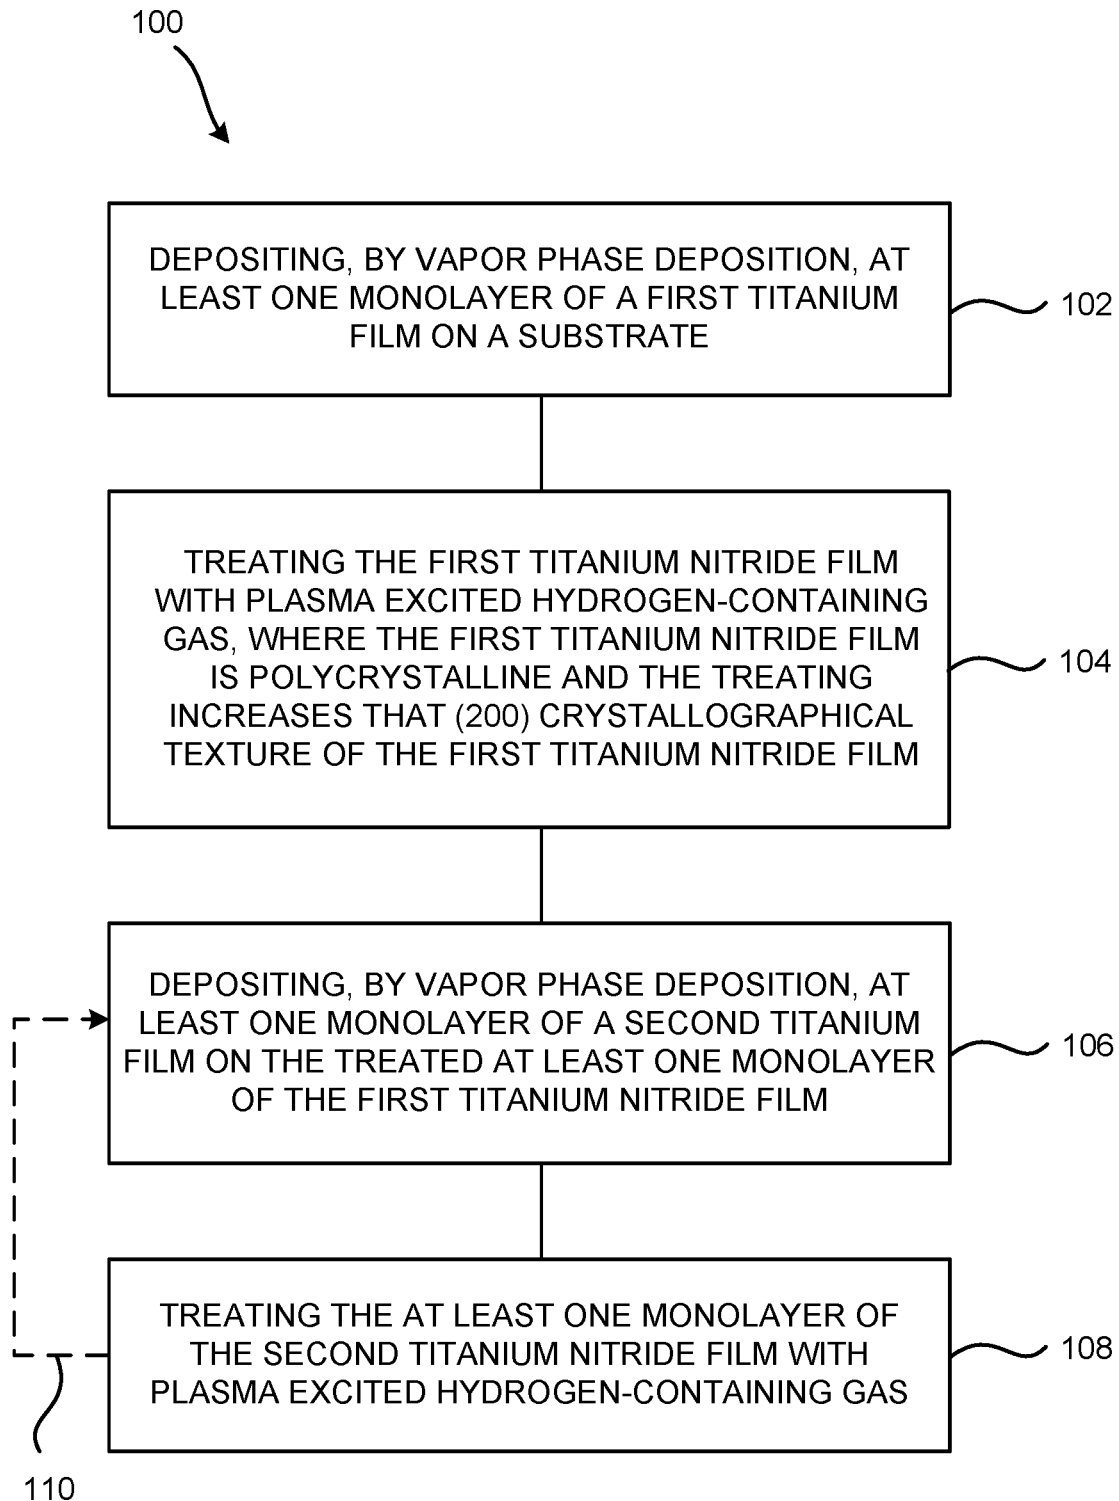 100
DEPOSITING, BY VAPOR PHASE DEPOSITION, AT
LEAST ONE MONOLAYER OF A FIRST TITANIUM
FILM ON A SUBSTRATE
102
TREATING THE FIRST TITANIUM NITRIDE FILM
WITH PLASMA EXCITED HYDROGEN-CONTAINING
GAS, WHERE THE FIRST TITANIUM NITRIDE FILM
IS POLYCRYSTALLINE AND THE TREATING
INCREASES THAT (200) CRYSTALLOGRAPHICAL
TEXTURE OF THE FIRST TITANIUM NITRIDE FILM
104
DEPOSITING, BY VAPOR PHASE DEPOSITION, AT
LEAST ONE MONOLAYER OF A SECOND TITANIUM
FILM ON THE TREATED AT LEAST ONE MONOLAYER
OF THE FIRST TITANIUM NITRIDE FILM
106
TREATING THE AT LEAST ONE MONOLAYER OF
THE SECOND TITANIUM NITRIDE FILM WITH
PLASMA EXCITED HYDROGEN-CONTAINING GAS
108
110